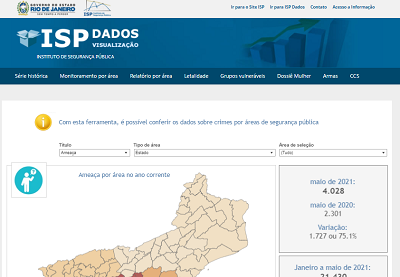 GOVERNO DO ESTADO
RIO DE JANEIRO
ISP
Ir para o Site ISP
Ir para ISP Dados
Contato
Acesso a Informação
ISP DADOS
VISUALIZAÇÃO
INSTITUTO DE SEGURANÇA PÚBLICA
Série histórica
Monitoramento por área
Relatório por área
Letalidade
Grupos vulneráveis
Dossiê Mulher
Armas
CCS
Com esta ferramenta, é possível conferir os dados sobre crimes por áreas de segurança pública
Título
Tipo de área
Área de seleção
Ameaça
Estado
(Tudo)
Ameaça por área no ano corrente
maio de 2021:
4.028
maio de 2020:
2.301
Variação:
1.727 ou 75.1%
Janeiro a maio de 2021:
21.430